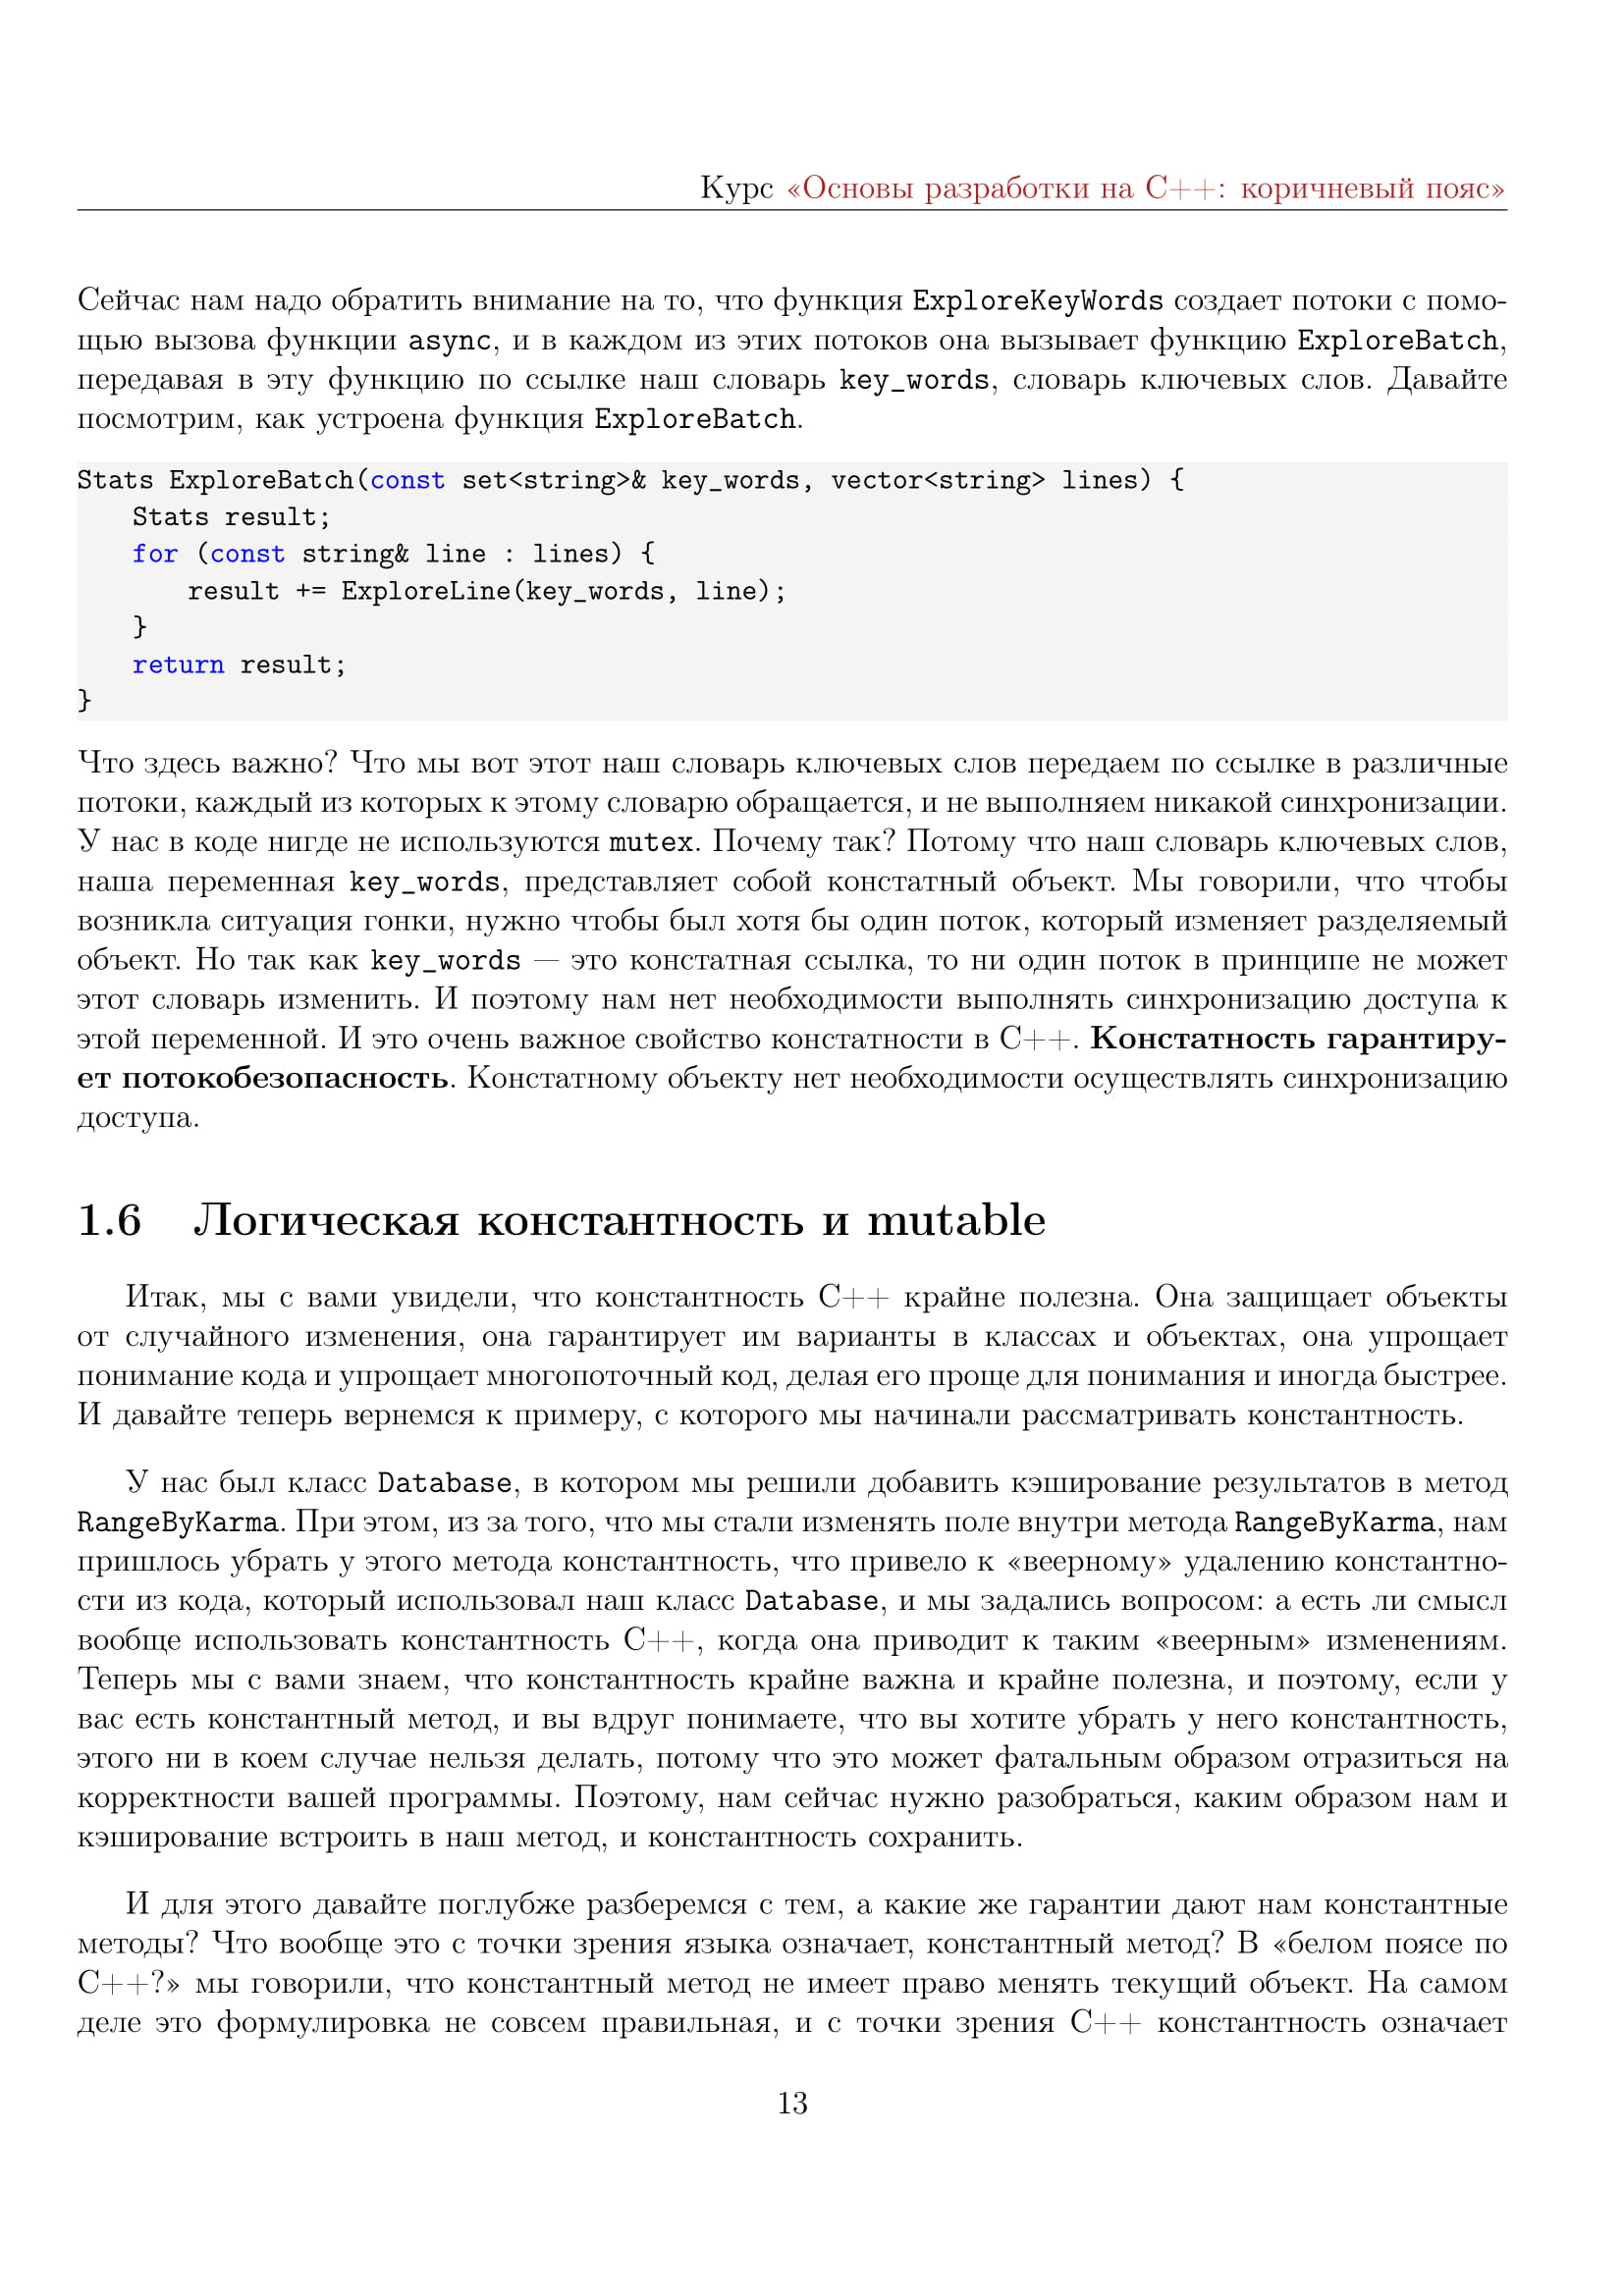 Курс «Основы разработки на C++: коричневый пояс»
Сейчас нам надо обратить внимание на то, что функция ExploreKeyWords создает потоки с помо-
щью вызова функции async, и в каждом из этих потоков она вызывает функцию ExploreBatch,
передавая в эту функцию по ссылке наш словарь key_words, словарь ключевых слов. Давайте
посмотрим, как устроена функция ExploreBatch.
Stats ExploreBatch(const set<string>& key_words, vector<string> lines) {
    Stats result;
    for (const string& line : lines) {
        result += ExploreLine(key_words, line);
    }
    return result;
}
Что здесь важно? Что мы вот этот наш словарь ключевых слов передаем по ссылке в различные
потоки, каждый из которых к этому словарю обращается, и не выполняем никакой синхронизации.
У нас в коде нигде не используются mutex. Почему так? Потому что наш словарь ключевых слов,
наша переменная key_words, представляет собой констатный объект. Мы говорили, что чтобы
возникла ситуация гонки, нужно чтобы был хотя бы один поток, который изменяет разделяемый
объект. Но так как key_words — это констатная ссылка, то ни один поток в принципе не может
этот словарь изменить. И поэтому нам нет необходимости выполнять синхронизацию доступа к
этой переменной. И это очень важное свойство констатности в C++. Констатность гарантиру-
ет потокобезопасность. Констатному объекту нет необходимости осуществлять синхронизацию
доступа.
1.6 Логическая константность и mutable
Итак, мы с вами увидели, что константность C++ крайне полезна. Она защищает объекты
от случайного изменения, она гарантирует им варианты в классах и объектах, она упрощает
понимание кода и упрощает многопоточный код, делая его проще для понимания и иногда быстрее.
И давайте теперь вернемся к примеру, с которого мы начинали рассматривать константность.
У нас был класс Database, в котором мы решили добавить кэширование результатов в метод
RangeByKarma. При этом, из за того, что мы стали изменять поле внутри метода RangeByKarma, нам
пришлось убрать у этого метода константность, что привело к «веерному» удалению константно-
сти из кода, который использовал наш класс Database, и мы задались вопросом: а есть ли смысл
вообще использовать константность C++, когда она приводит к таким «веерным» изменениям.
Теперь мы с вами знаем, что константность крайне важна и крайне полезна, и поэтому, если у
вас есть константный метод, и вы вдруг понимаете, что вы хотите убрать у него константность,
этого ни в коем случае нельзя делать, потому что это может фатальным образом отразиться на
корректности вашей программы. Поэтому, нам сейчас нужно разобраться, каким образом нам и
кэширование встроить в наш метод, и константность сохранить.
И для этого давайте поглубже разберемся с тем, а какие же гарантии дают нам константные
методы? Что вообще это с точки зрения языка означает, константный метод? В «белом поясе по
C++?» мы говорили, что константный метод не имеет право менять текущий объект. На самом
деле это формулировка не совсем правильная, и с точки зрения C++ константность означает
13